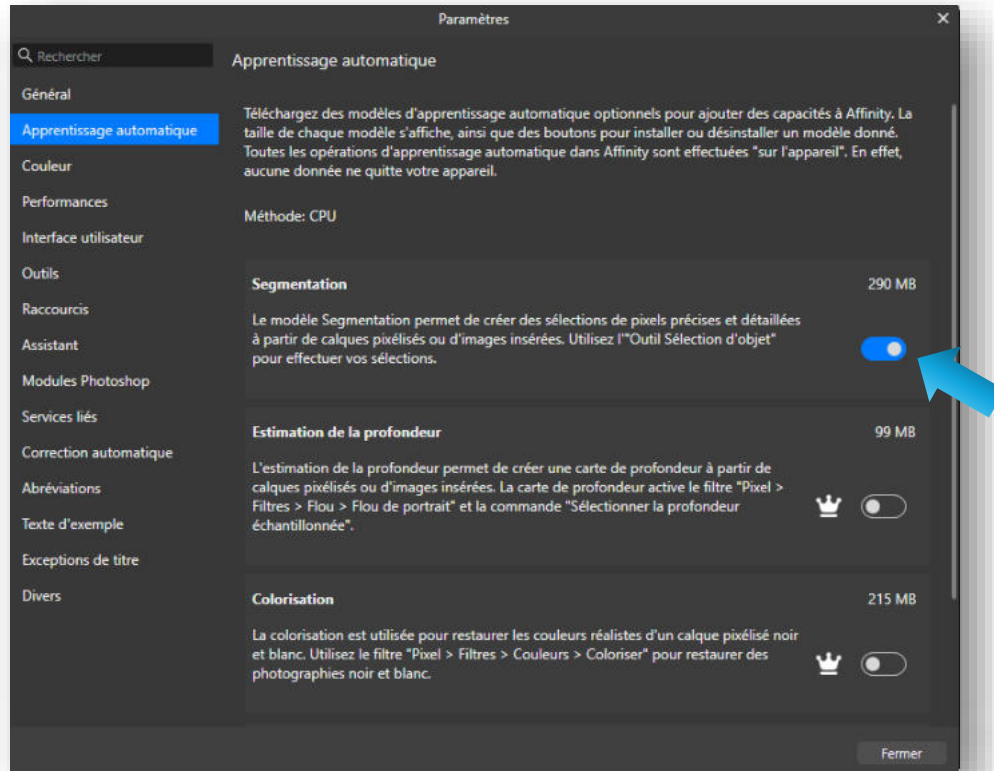 Paramètres
Rechercher
Général
Apprentissage automatique
Couleur
Performances
Interface utilisateur
Outils
Raccourcis
Assistant
Modules Photoshop
Services liés
Correction automatique
Abréviations
Texte d'exemple
Exceptions de titre
Divers
Apprentissage automatique
Téléchargez des modèles d'apprentissage automatique optionnels pour ajouter des capacités à Affinity. La
taille de chaque modèle s'affiche, ainsi que des boutons pour installer ou désinstaller un modèle donné.
Toutes les opérations d'apprentissage automatique dans Affinity sont effectuées "sur l'appareil". En effet,
aucune donnée ne quitte votre appareil.
Méthode: CPU
Segmentation 290 MB
Le modèle Segmentation permet de créer des sélections de pixels précises et détaillées
à partir de calques pixélisés ou d'images insérées. Utilisez l'"Outil Sélection d'objet"
pour effectuer vos sélections.
Estimation de la profondeur 99 MB
L'estimation de la profondeur permet de créer une carte de profondeur à partir de
calques pixélisés ou d'images insérées. La carte de profondeur active le filtre "Pixel >
Filtres > Flou > Flou de portrait" et la commande "Sélectionner la profondeur
échantillonnée".
Colorisation 215 MB
La colorisation est utilisée pour restaurer les couleurs réalistes d'un calque pixélisé noir
et blanc. Utilisez le filtre "Pixel > Filtres > Couleurs > Coloriser" pour restaurer des
photographies noir et blanc.
Fermer